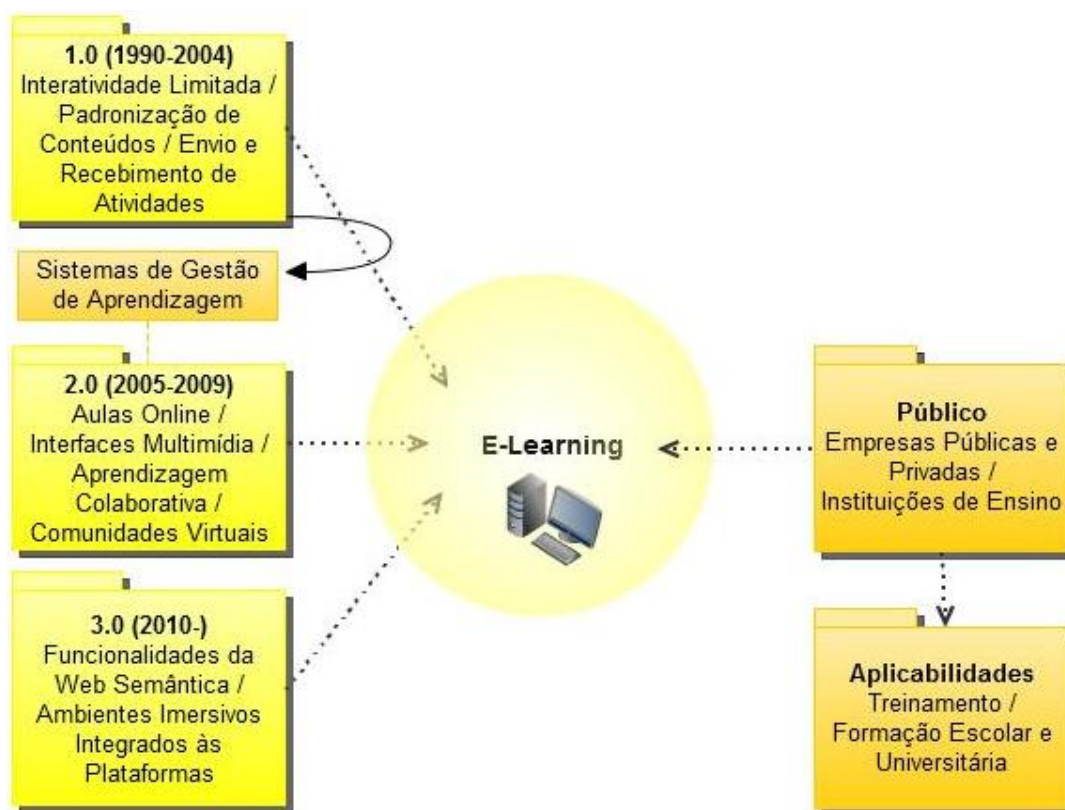 1.0 (1990-2004)
Interatividade Limitada /
Padronização de
Conteúdos / Envio e
Recebimento de
Atividades
Sistemas de Gestão
de Aprendizagem
2.0 (2005-2009)
Aulas Online /
Interfaces Multimídia /
Aprendizagem
Colaborativa /
Comunidades Virtuais
3.0 (2010-)
Funcionalidades da
Web Semântica /
Ambientes Imersivos
Integrados às
Plataformas
E-Learning
Público
Empresas Públicas e
Privadas /
Instituições de Ensino
Aplicabilidades
Treinamento /
Formação Escolar e
Universitária